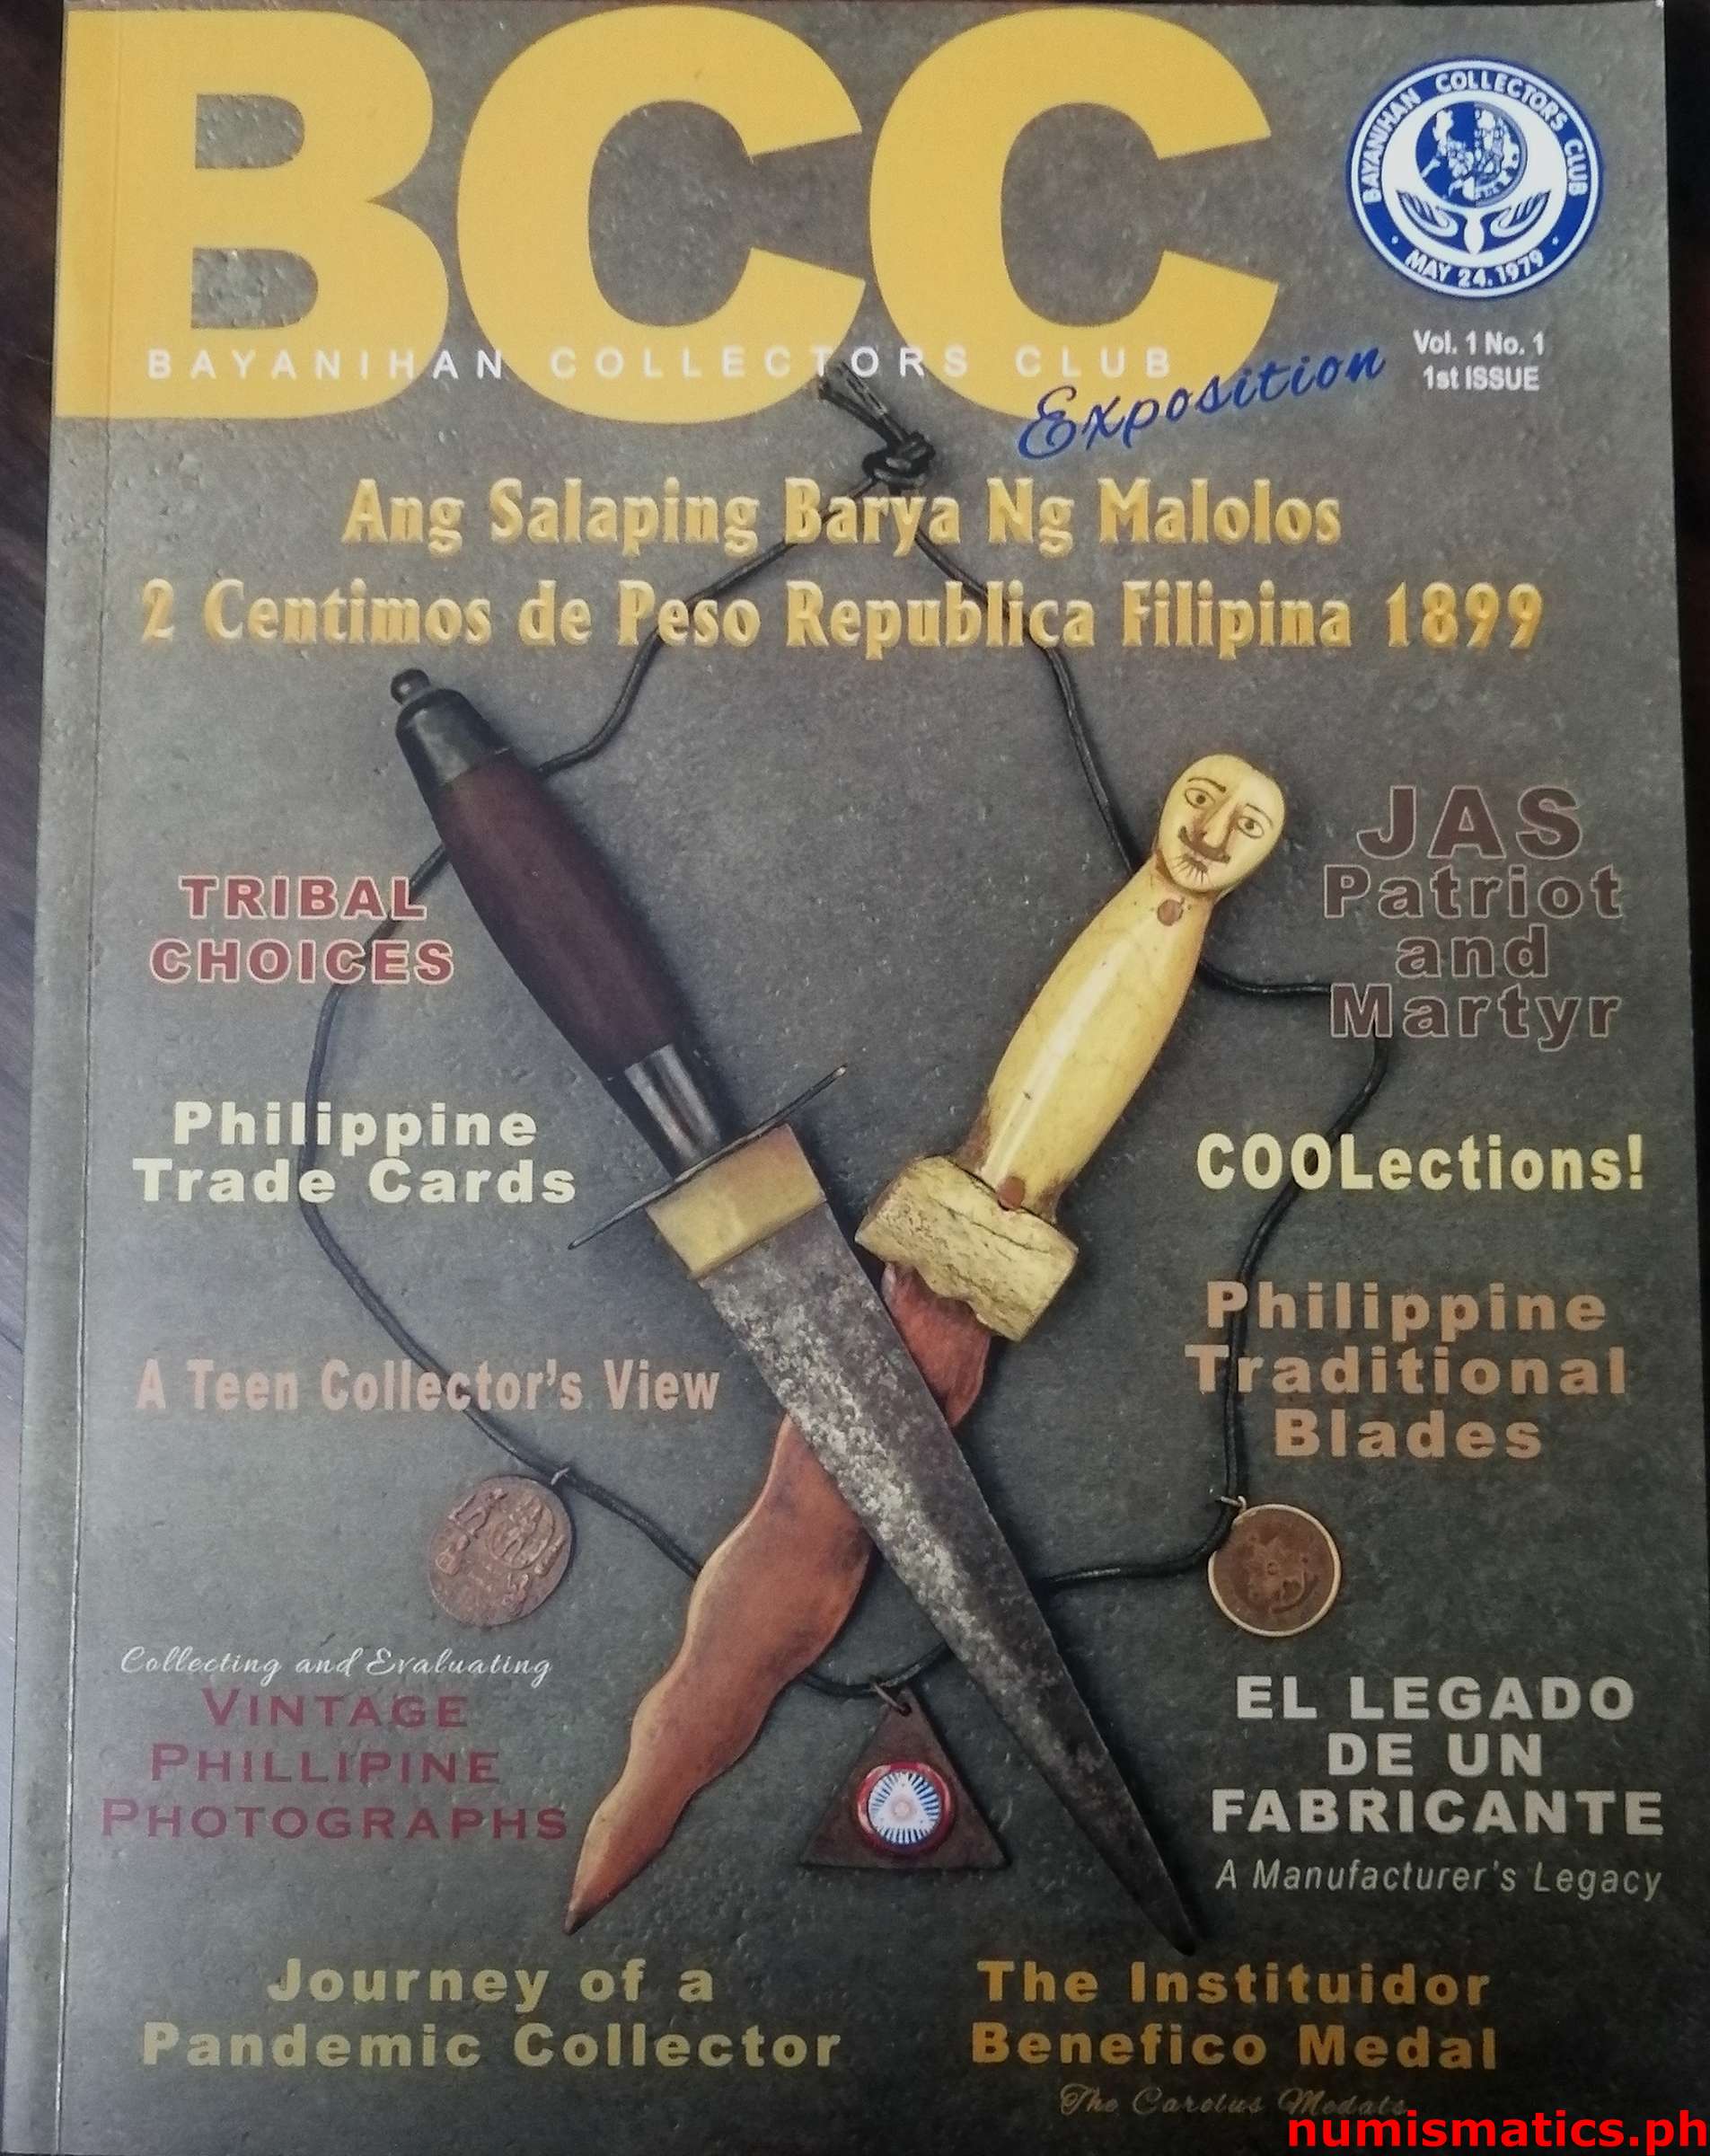 BCC
BAYANIHAN COLLECTORS CLUB
Exposition
BAYANIHAN COLLECTORS CLUB
· MAY 24, 1979 ·
Vol. 1 No. 1
1st ISSUE
Ang Salaping Barya Ng Malolos
2 Centimos de Peso Republica Filipina 1899
TRIBAL
CHOICES
JAS
Patriot
and
Martyr
Philippine
Trade Cards
COOLections!
Philippine
Traditional
Blades
A Teen Collector's View
Collecting and Evaluating
VINTAGE
PHILLIPINE
PHOTOGRAPHS
EL LEGADO
DE UN
FABRICANTE
A Manufacturer's Legacy
Journey of a
Pandemic Collector
The Instituidor
Benefico Medal
The Carolus Medals
numismatics.ph